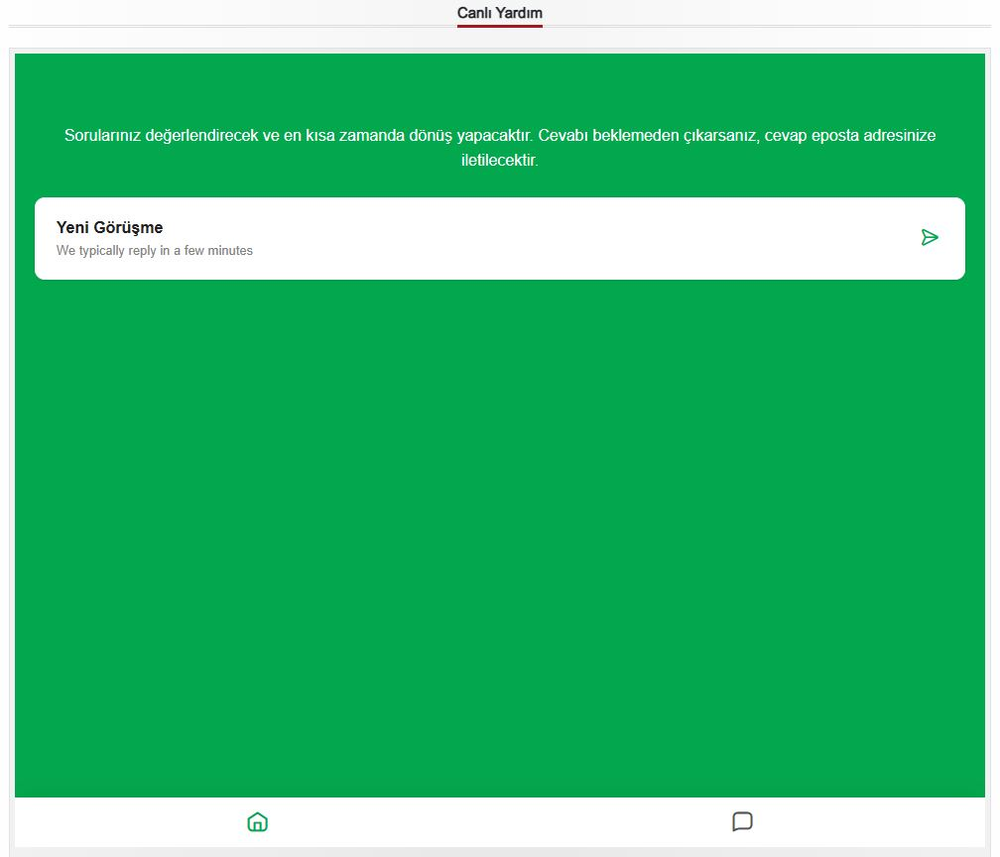 Canlı Yardım
Sorularınız değerlendirecek ve en kısa zamanda dönüş yapacaktır. Cevabı beklemeden çıkarsanız, cevap eposta adresinize
iletilecektir.
Yeni Görüşme
We typically reply in a few minutes